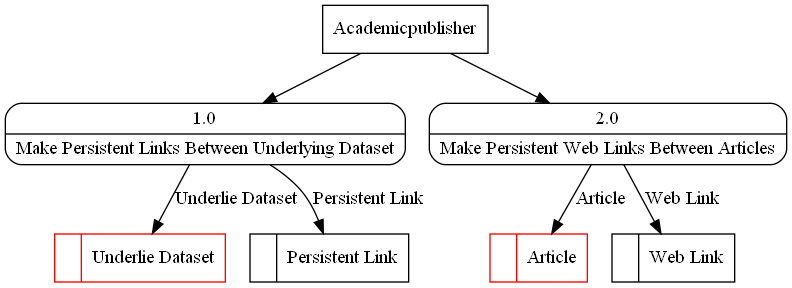 Academicpublisher
1.0
Make Persistent Links Between Underlying Dataset
2.0
Make Persistent Web Links Between Articles
Underlie Dataset
Persistent Link
Article
Web Link
Underlie Dataset
Persistent Link
Article
Web Link